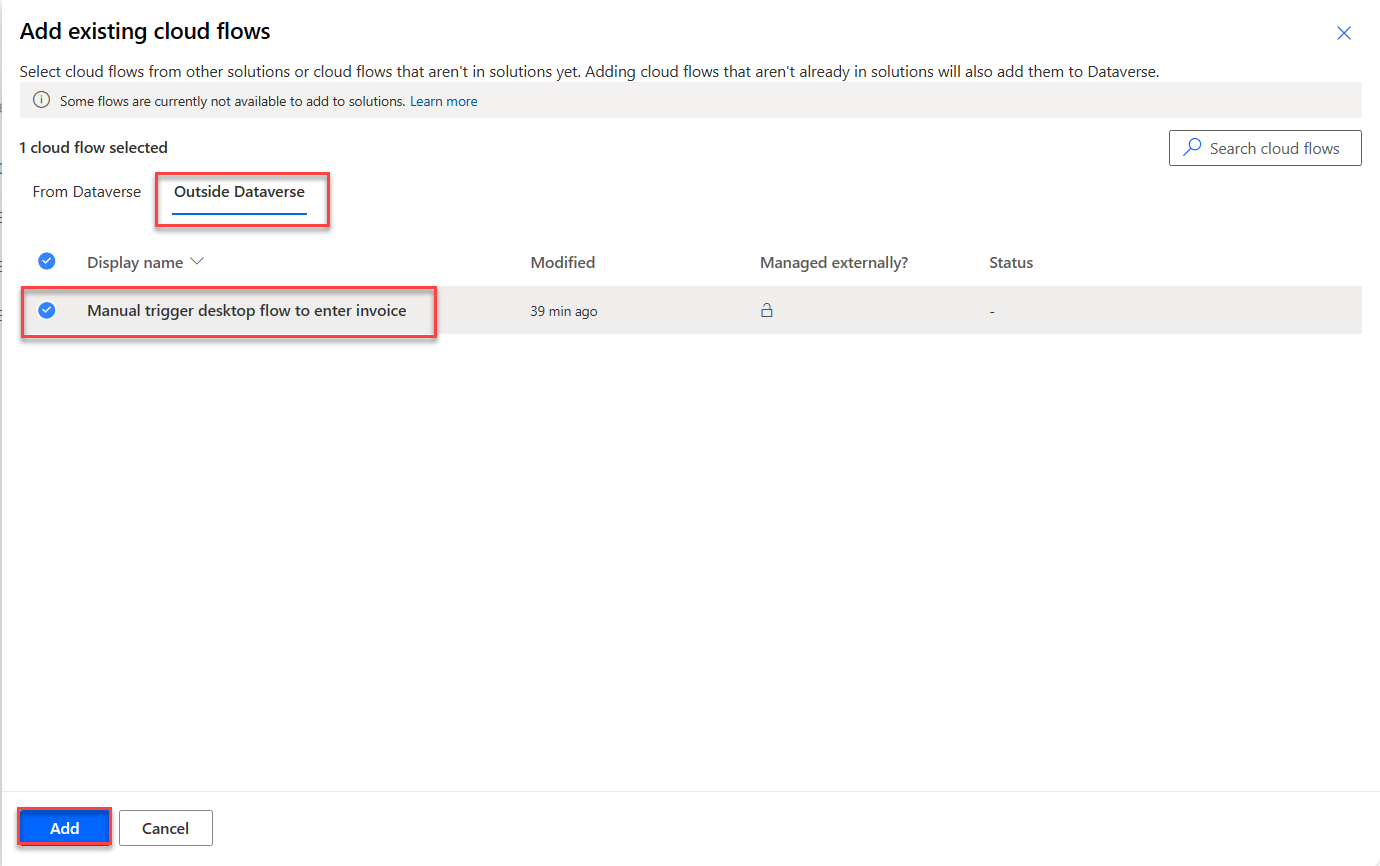 Add existing cloud flows
Select cloud flows from other solutions or cloud flows that aren't in solutions yet. Adding cloud flows that aren't already in solutions will also add them to Dataverse.
Some flows are currently not available to add to solutions. Learn more
1 cloud flow selected
Search cloud flows
From Dataverse Outside Dataverse
Display name Modified Managed externally? Status
Manual trigger desktop flow to enter invoice 39 min ago -
Add Cancel